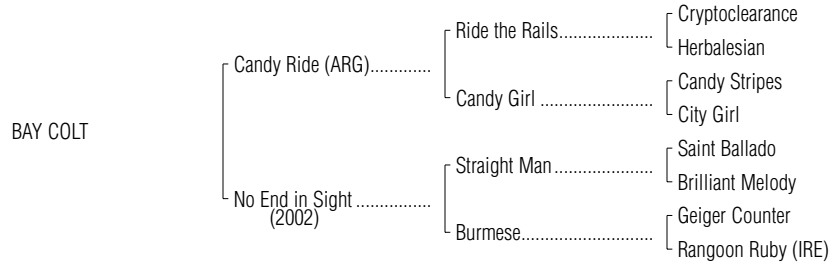 Cryptoclearance
Ride the Rails....................
Herbalesian
Candy Ride (ARG).............
Candy Stripes
Candy Girl ........................
City Girl
BAY COLT
Saint Ballado
Straight Man .....................
Brilliant Melody
No End in Sight ................
(2002)
Geiger Counter
Burmese............................
Rangoon Ruby (IRE)